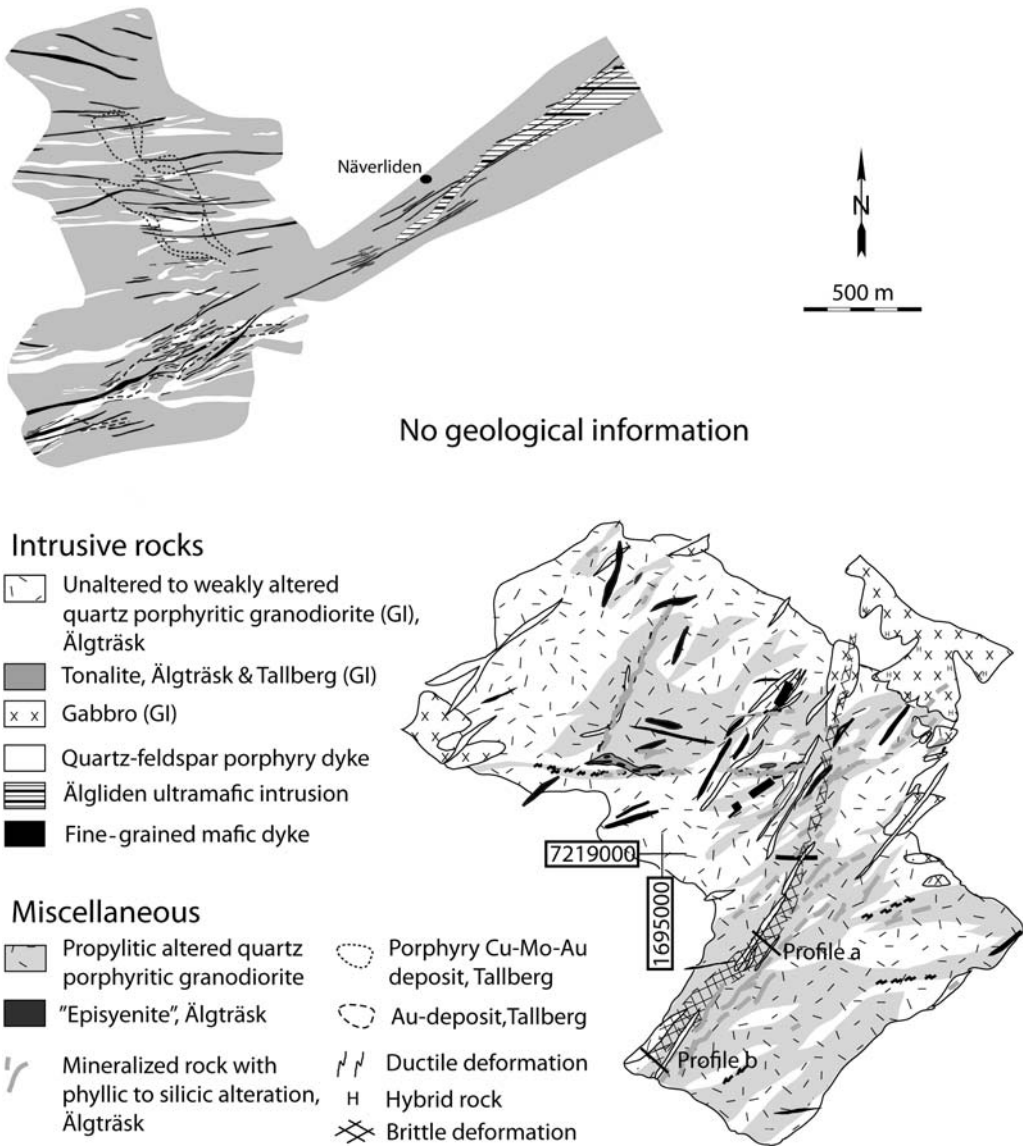 Näverliden
N
500 m
No geological information
Intrusive rocks
Unaltered to weakly altered
quartz porphyritic granodiorite (GI),
Älgträsk
Tonalite, Älgträsk & Tallberg (GI)
x x Gabbro (GI)
Quartz-feldspar porphyry dyke
Älgliden ultramafic intrusion
Fine-grained mafic dyke
Miscellaneous
Propylitic altered quartz
porphyritic granodiorite
"Episyenite", Älgträsk
Mineralized rock with
phyllic to silicic alteration,
Älgträsk
Porphyry Cu-Mo-Au
deposit, Tallberg
Au-deposit,Tallberg
Ductile deformation
H Hybrid rock
Brittle deformation
7219000
1695000
Profile a
Profile b